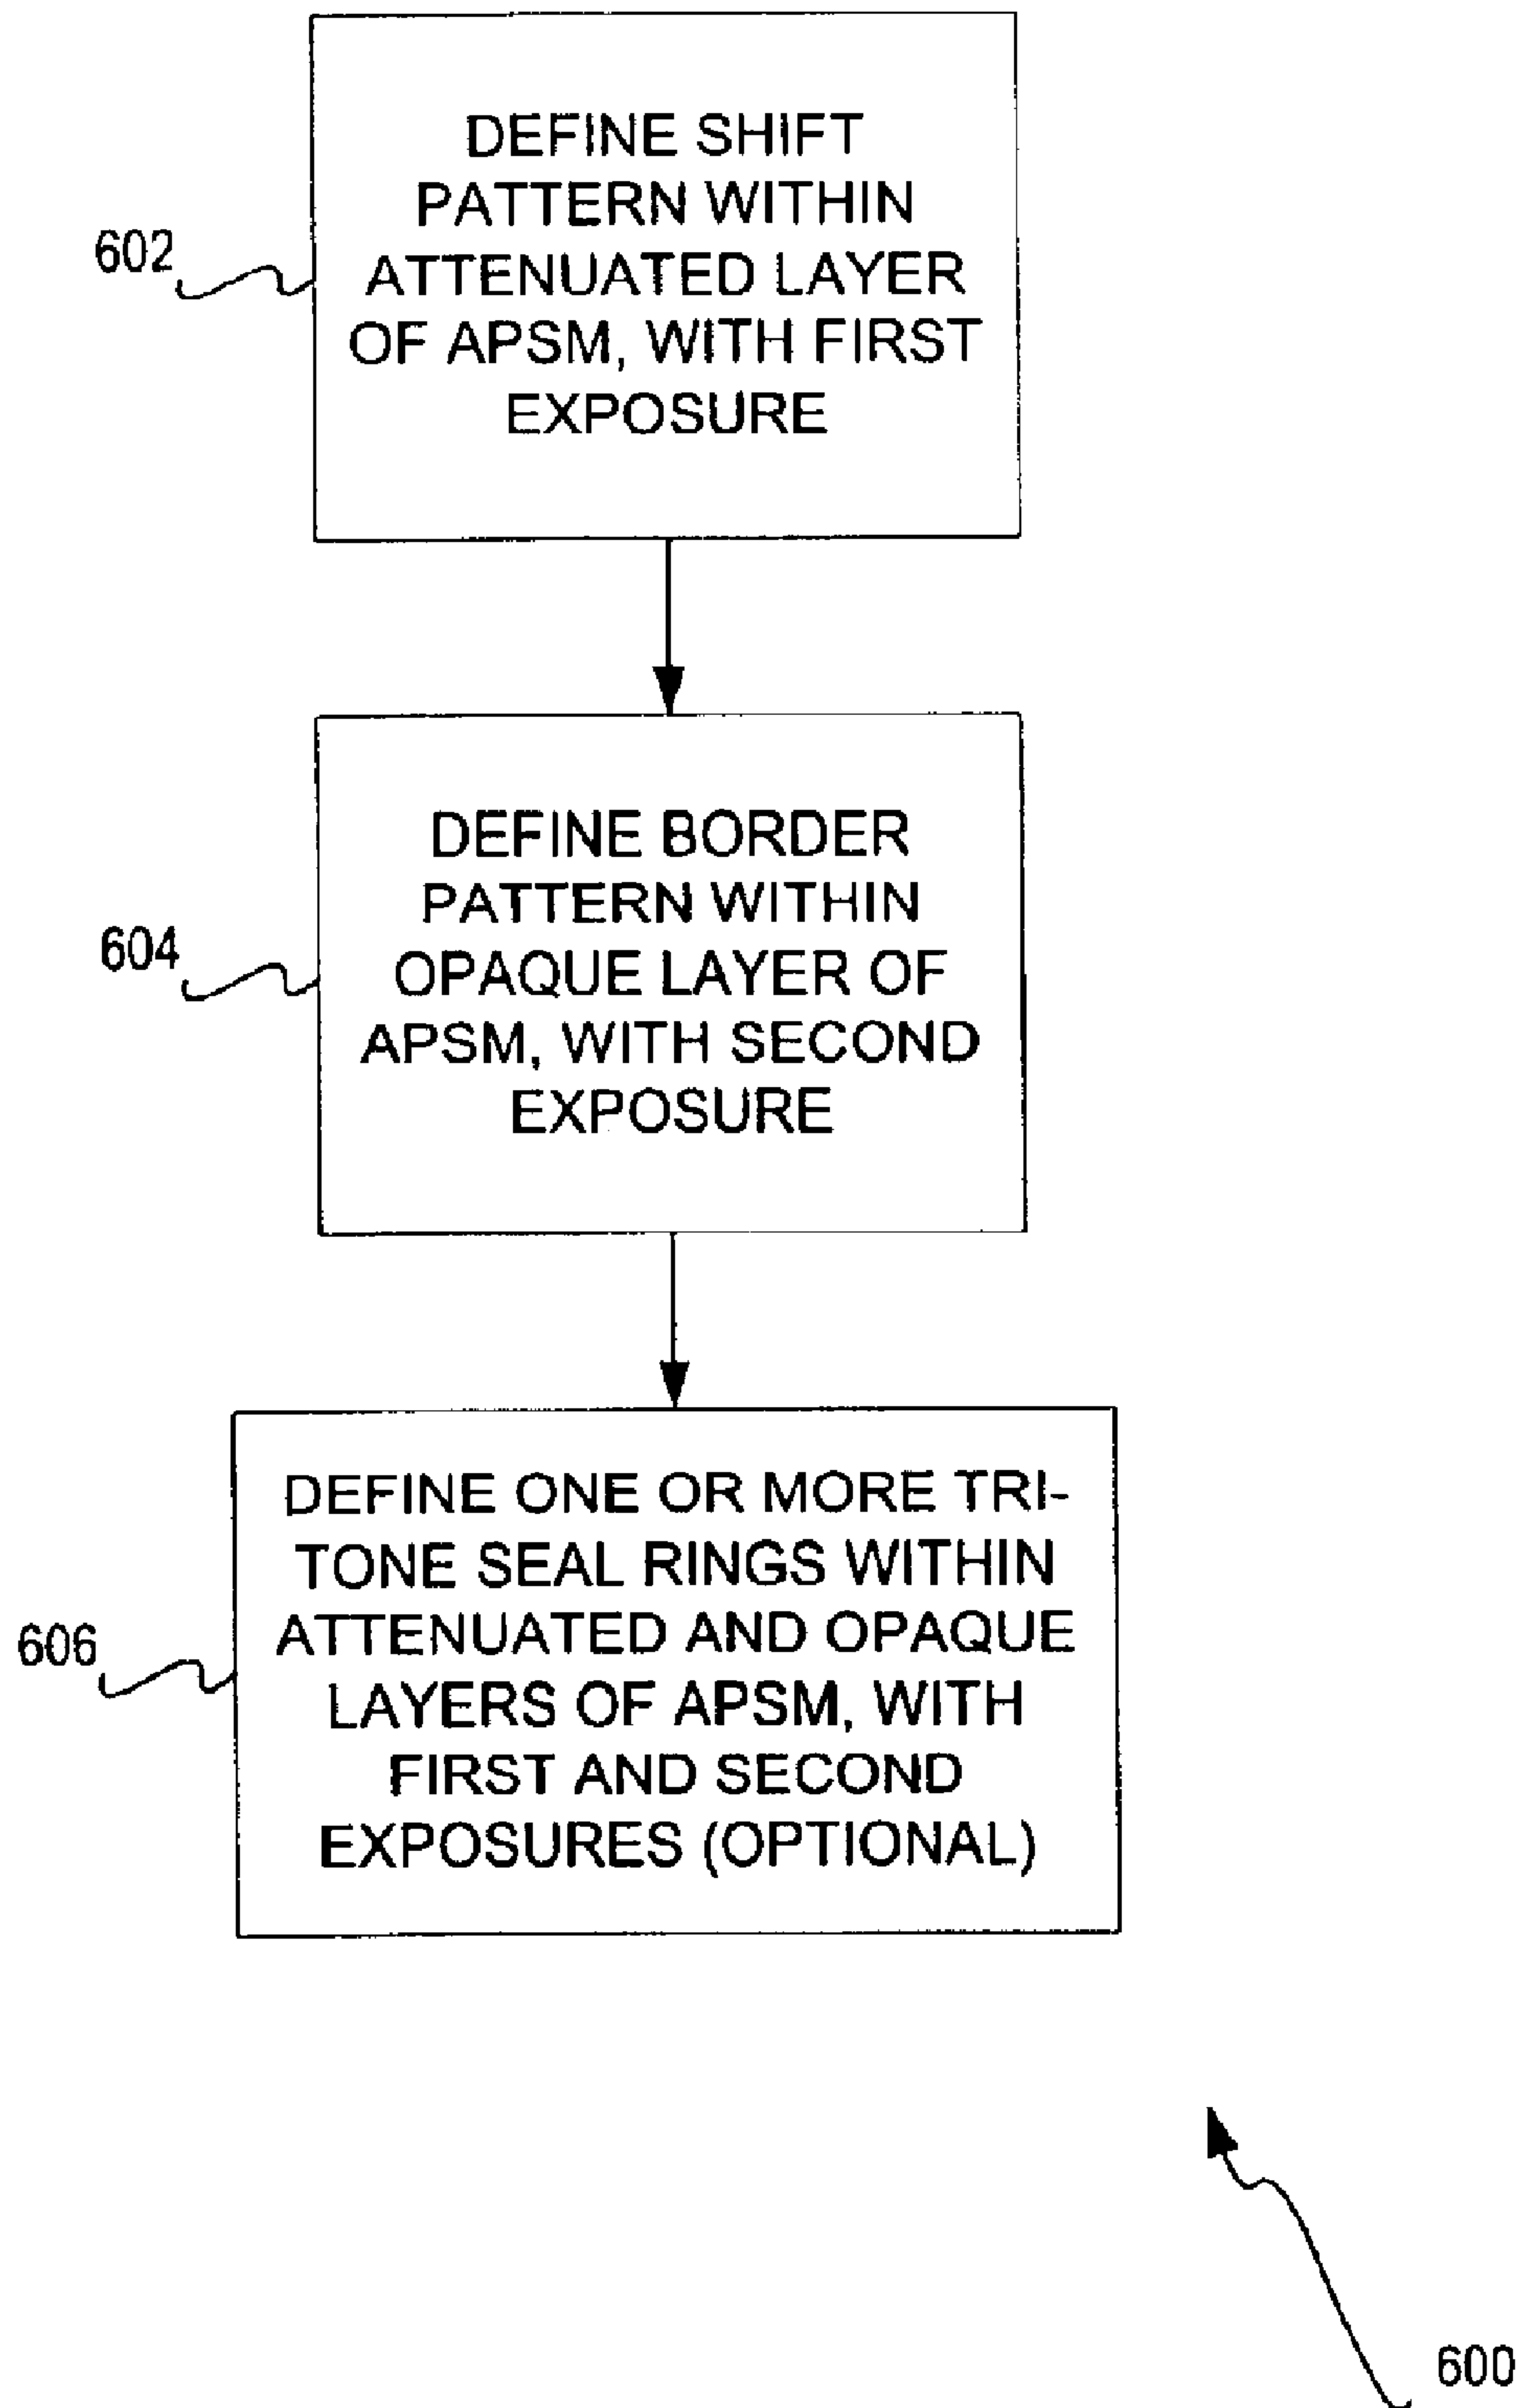 DEFINE SHIFT
PATTERN WITHIN
ATTENUATED LAYER
OF APSM, WITH FIRST
EXPOSURE
602
DEFINE BORDER
PATTERN WITHIN
OPAQUE LAYER OF
APSM, WITH SECOND
EXPOSURE
604
DEFINE ONE OR MORE TRI-
TONE SEAL RINGS WITHIN
ATTENUATED AND OPAQUE
LAYERS OF APSM, WITH
FIRST AND SECOND
EXPOSURES (OPTIONAL)
606
600